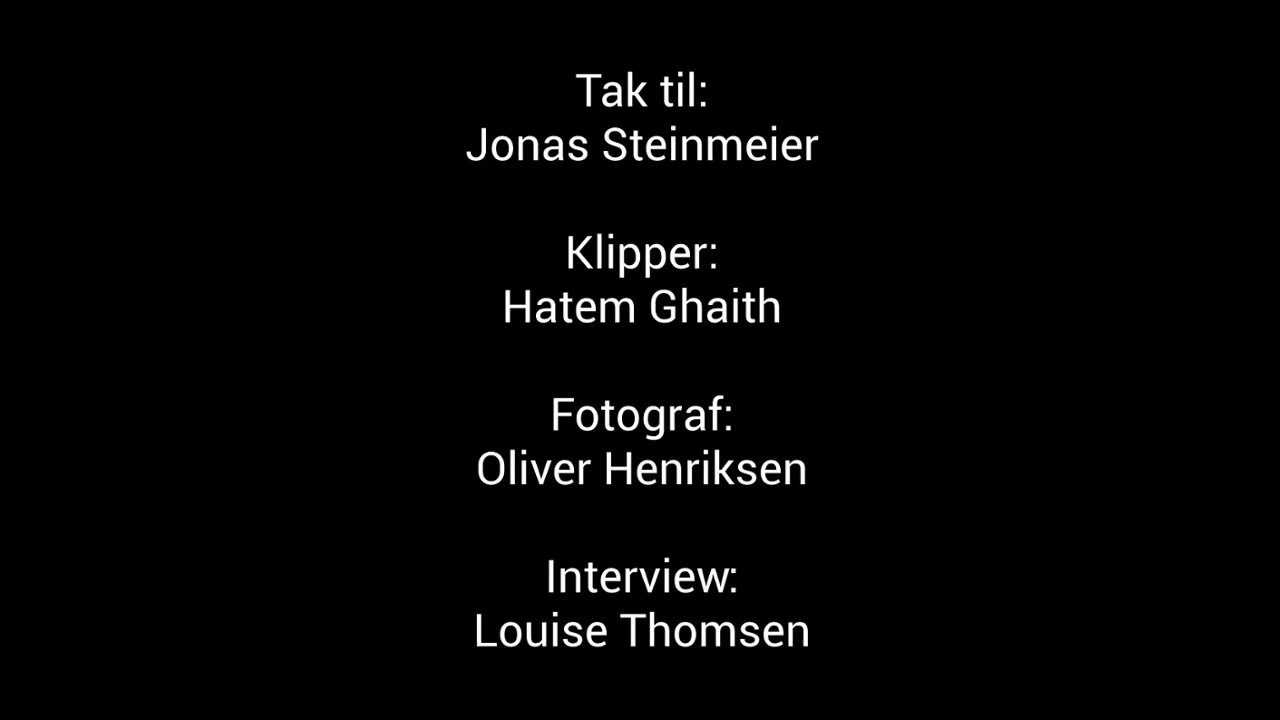 Tak til:
Jonas Steinmeier
Klipper:
Hatem Ghaith
Fotograf:
Oliver Henriksen
Interview:
Louise Thomsen